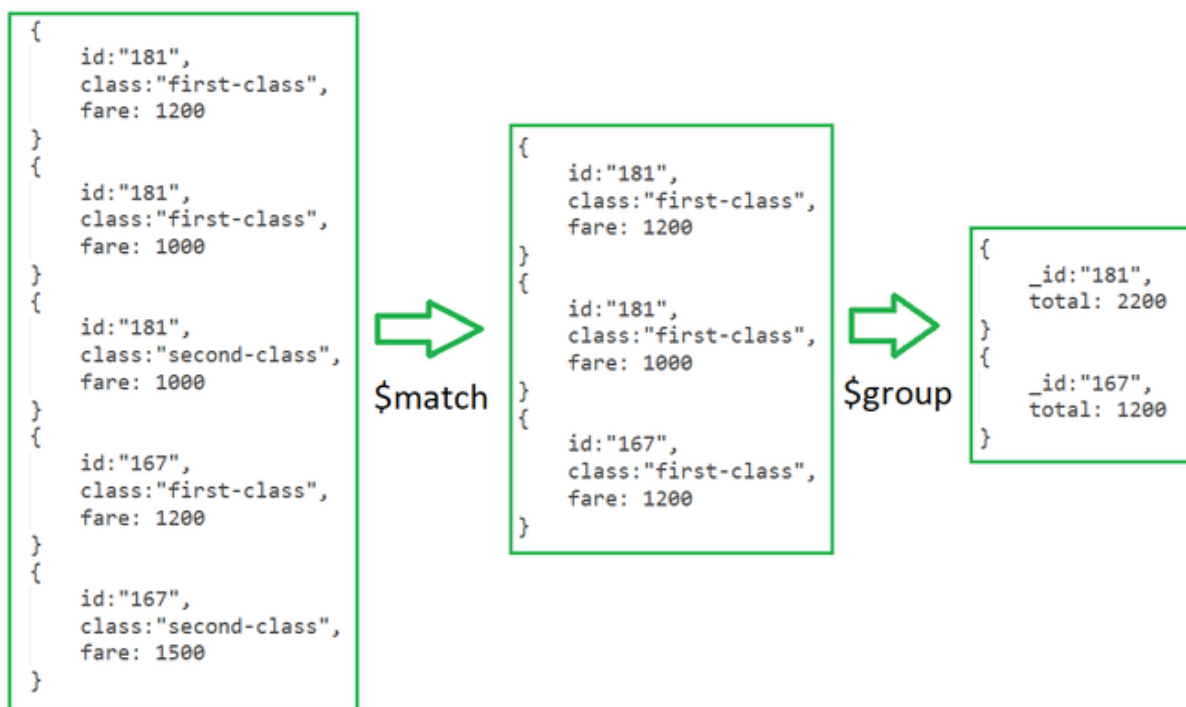 {
id:"181",
class:"first-class",
fare: 1200
}
{
id:"181",
class:"first-class",
fare: 1000
}
{
id:"181",
class:"second-class",
fare: 1000
}
{
id:"167",
class:"first-class",
fare: 1200
}
{
id:"167",
class:"second-class",
fare: 1500
}
$match
{
id:"181",
class:"first-class",
fare: 1200
}
{
id:"181",
class:"first-class",
fare: 1000
}
{
id:"167",
class:"first-class",
fare: 1200
}
$group
{
_id:"181",
total: 2200
}
{
_id:"167",
total: 1200
}